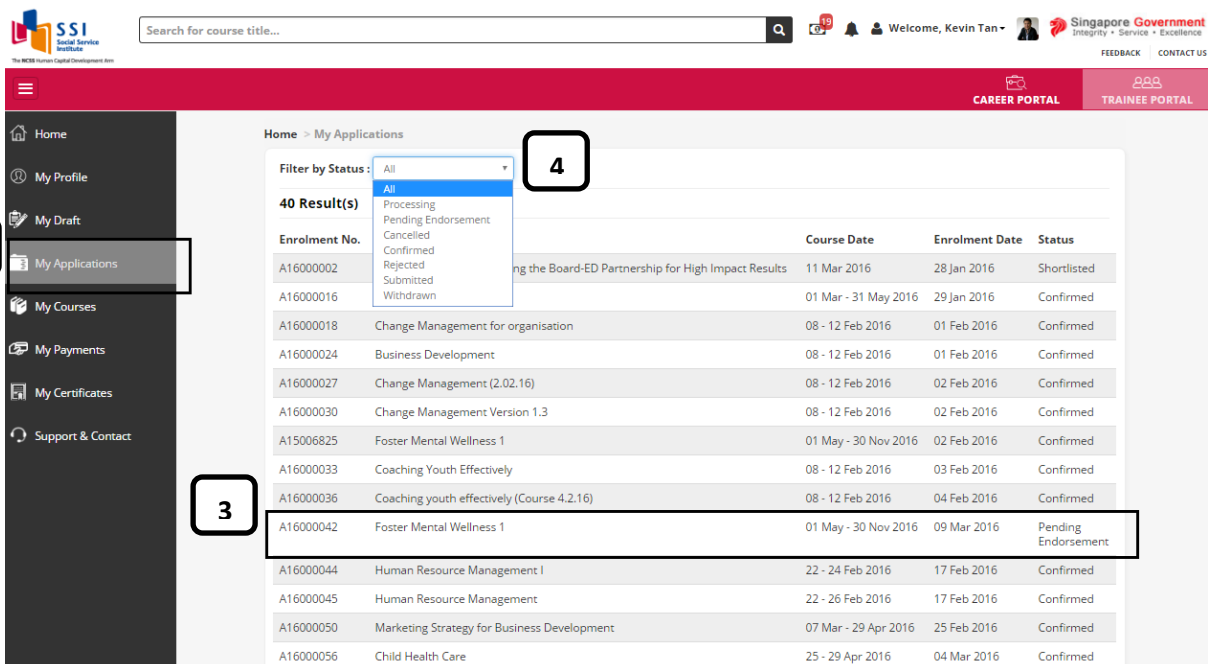 SSI
Social Service
Institute
The NCSS Human Capital Development Arm
Search for course title...
19
Welcome, Kevin Tan
Singapore Government
Integrity • Service • Excellence
FEEDBACK CONTACT US
CAREER PORTAL
TRAINEE PORTAL
Home
My Profile
My Draft
My Applications
My Courses
My Payments
My Certificates
Support & Contact
Home > My Applications
Filter by Status : All
4
All
Processing
Pending Endorsement
Cancelled
Confirmed
Rejected
Submitted
Withdrawn
40 Result(s)
Enrolment No. Course Date Enrolment Date Status
A16000002 ng the Board-ED Partnership for High Impact Results 11 Mar 2016 28 Jan 2016 Shortlisted
A16000016 01 Mar - 31 May 2016 29 Jan 2016 Confirmed
A16000018 Change Management for organisation 08 - 12 Feb 2016 01 Feb 2016 Confirmed
A16000024 Business Development 08 - 12 Feb 2016 01 Feb 2016 Confirmed
A16000027 Change Management (2.02.16) 08 - 12 Feb 2016 02 Feb 2016 Confirmed
A16000030 Change Management Version 1.3 08 - 12 Feb 2016 02 Feb 2016 Confirmed
A15006825 Foster Mental Wellness 1 01 May - 30 Nov 2016 02 Feb 2016 Confirmed
A16000033 Coaching Youth Effectively 08 - 12 Feb 2016 03 Feb 2016 Confirmed
A16000036 Coaching youth effectively (Course 4.2.16) 08 - 12 Feb 2016 04 Feb 2016 Confirmed
3
A16000042 Foster Mental Wellness 1 01 May - 30 Nov 2016 09 Mar 2016 Pending
Endorsement
A16000044 Human Resource Management I 22 - 24 Feb 2016 17 Feb 2016 Confirmed
A16000045 Human Resource Management 22 - 26 Feb 2016 17 Feb 2016 Confirmed
A16000050 Marketing Strategy for Business Development 07 Mar - 29 Apr 2016 25 Feb 2016 Confirmed
A16000056 Child Health Care 25 - 29 Apr 2016 04 Mar 2016 Confirmed